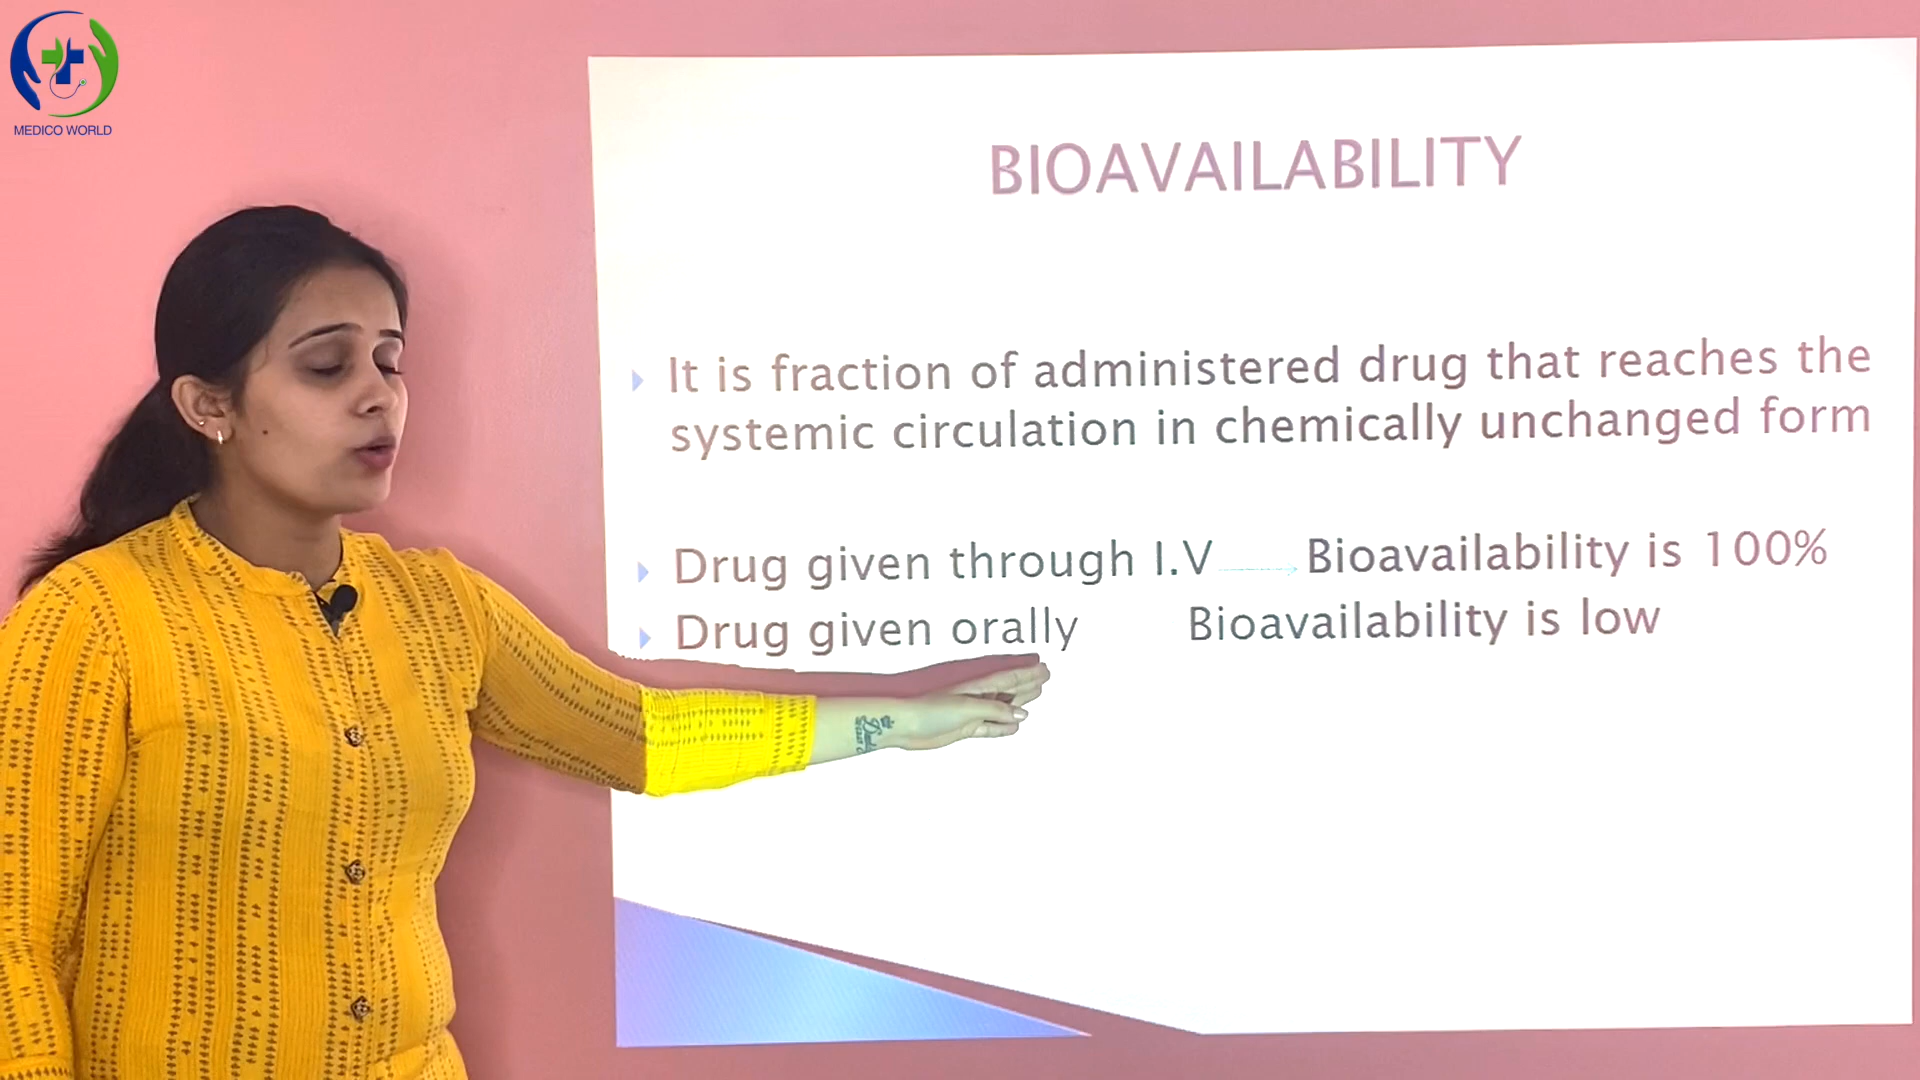 MEDICO WORLD
BIOAVAILABILITY
It is fraction of administered drug that reaches the
systemic circulation in chemically unchanged form
Drug given through I.V Bioavailability is 100%
Drug given orally Bioavailability is low